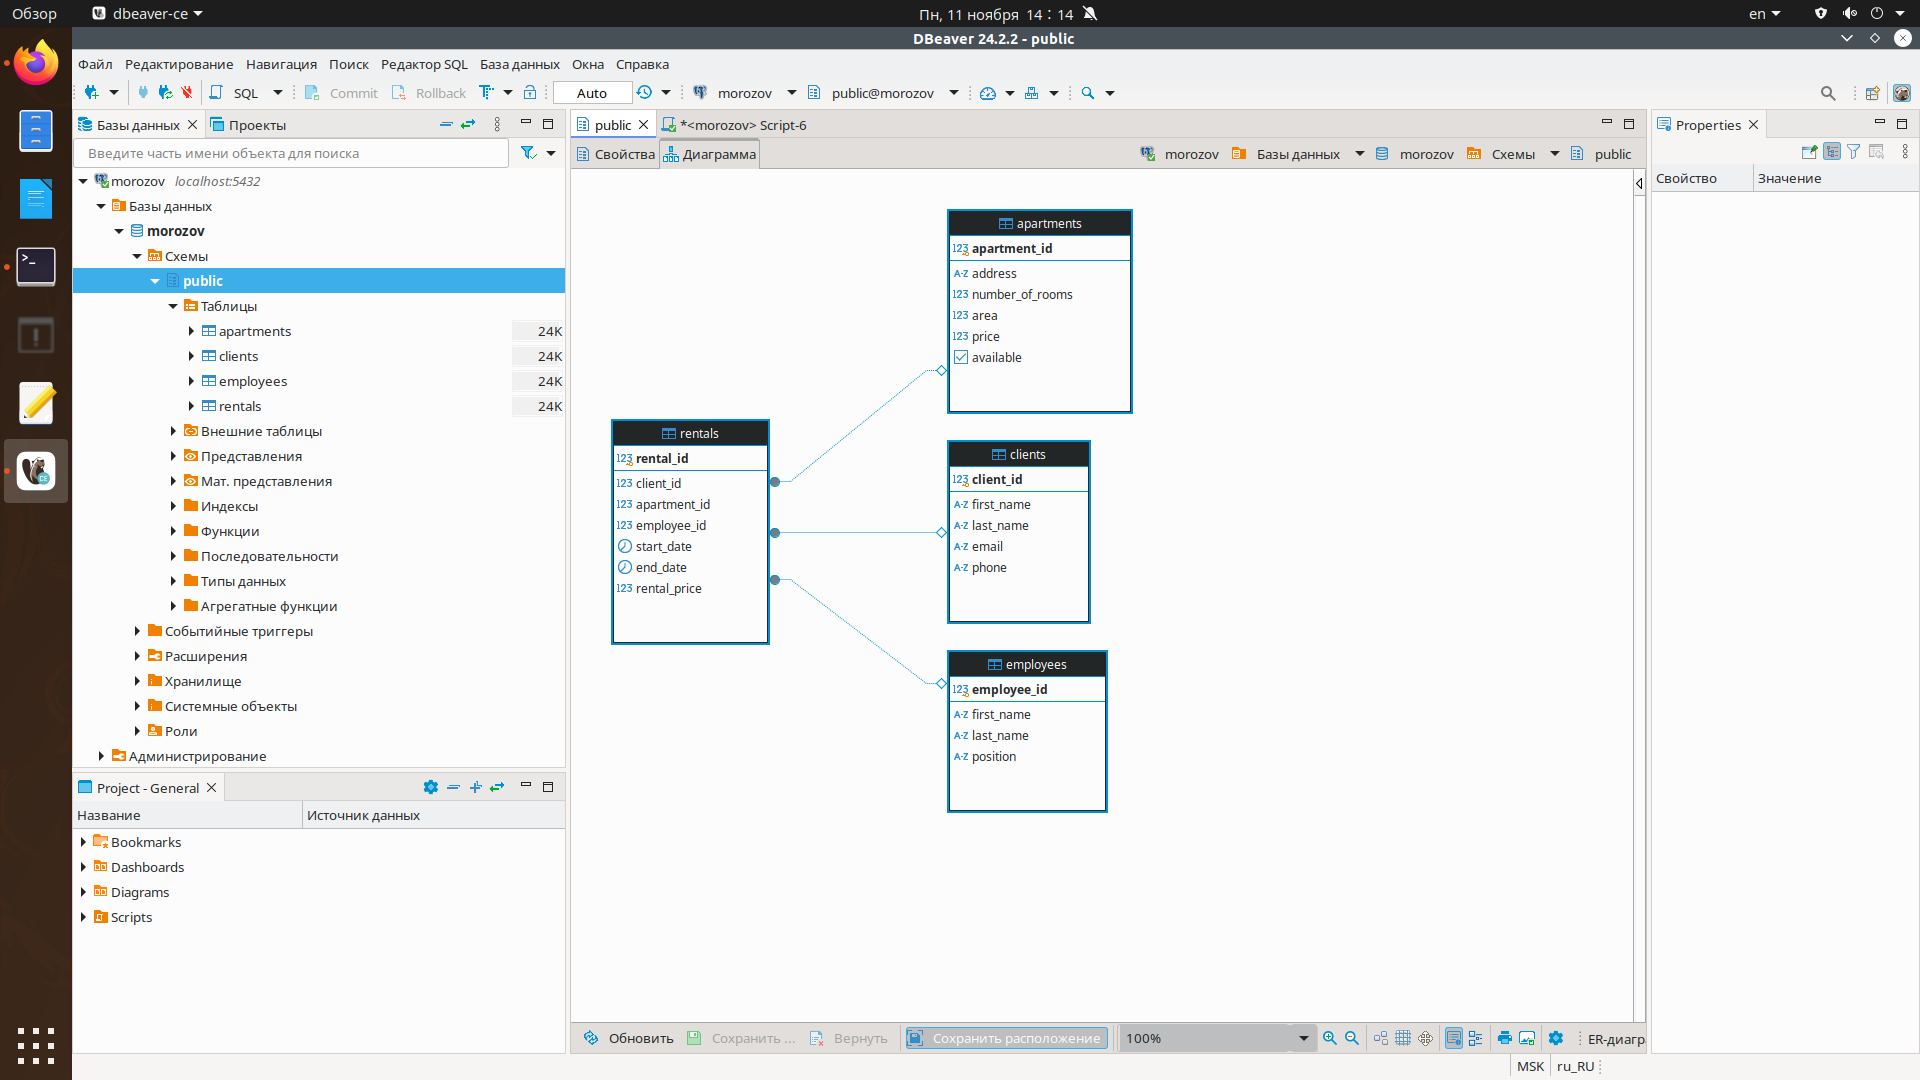 Обзор
dbeaver-ce
Пн, 11 ноября 14 : 14
en
DBeaver 24.2.2 - public
Файл Редактирование Навигация Поиск Редактор SQL База данных Окна Справка
SQL Commit Rollback Auto morozov public@morozov
Базы данных Проекты
Введите часть имени объекта для поиска
morozov localhost:5432
Базы данных
morozov
Схемы
public
Таблицы
apartments 24K
clients 24K
employees 24K
rentals 24K
Внешние таблицы
Представления
Мат. представления
Индексы
Функции
Последовательности
Типы данных
Агрегатные функции
Событийные триггеры
Расширения
Хранилище
Системные объекты
Роли
Администрирование
Project - General
Название Источник данных
Bookmarks
Dashboards
Diagrams
Scripts
public *<morozov> Script-6
Свойства Диаграмма morozov Базы данных morozov Схемы public
apartments
123 apartment_id
A-Z address
123 number_of_rooms
123 area
123 price
available
rentals
123 rental_id
123 client_id
123 apartment_id
123 employee_id
start_date
end_date
123 rental_price
clients
123 client_id
A-Z first_name
A-Z last_name
A-Z email
A-Z phone
employees
123 employee_id
A-Z first_name
A-Z last_name
A-Z position
Обновить Сохранить ... Вернуть Сохранить расположение 100% ER-диагр
Properties
Свойство Значение
MSK ru_RU